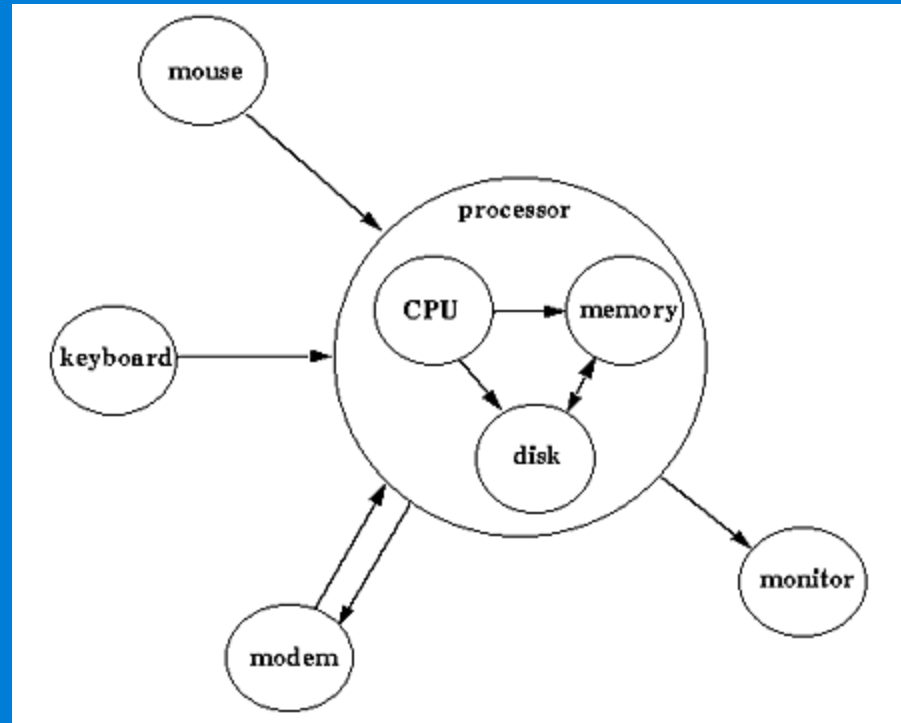 mouse
processor
CPU
memory
keyboard
disk
monitor
modem